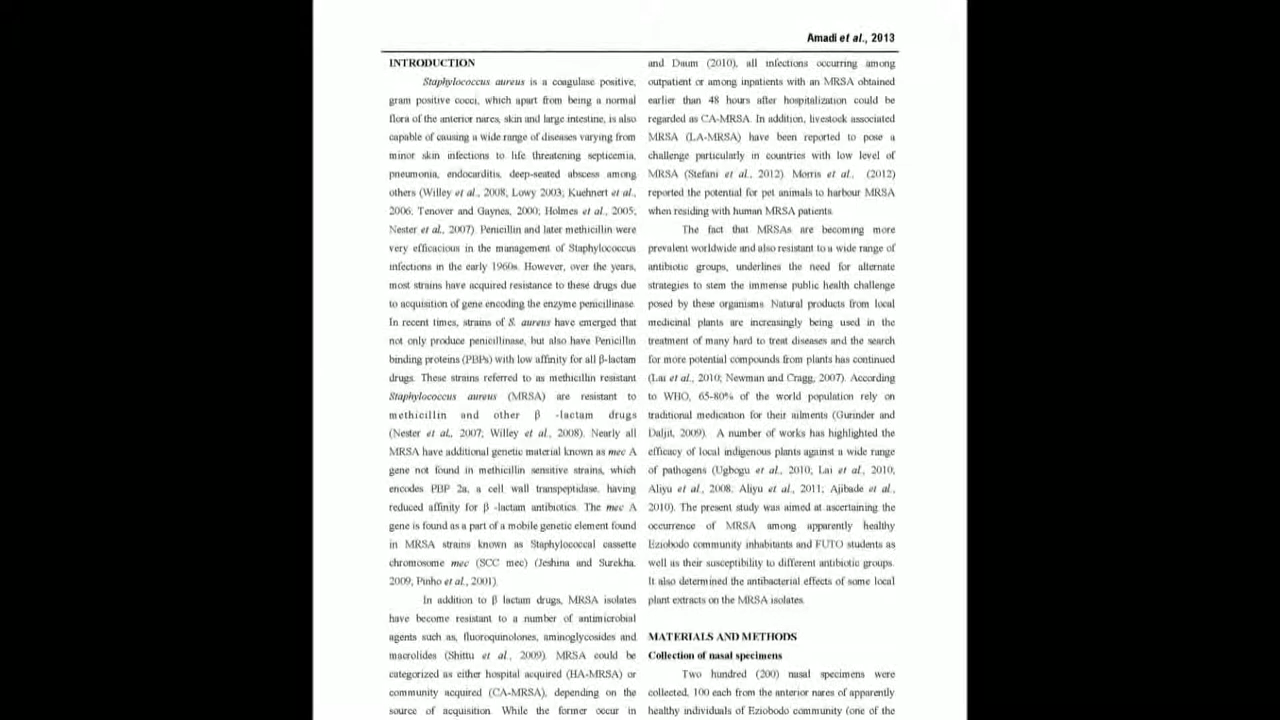 Amadi et al., 2013
INTRODUCTION
Staphylococcus aureus is a coagulase positive,
gram positive cocci, which apart from being a normal
flora of the anterior nares, skin and large intestine, is also
capable of causing a wide range of diseases varying from
minor skin infections to life threatening septicemia,
pneumonia, endocarditis, deep-seated abscess among
others (Willey et al., 2008, Lowy 2003; Kuehnert et al.,
2006; Tenover and Gaynes, 2000; Holmes et al., 2005;
Nester et al., 2007). Penicillin and later methicillin were
very efficacious in the management of Staphylococcus
infections in the early 1960s. However, over the years,
most strains have acquired resistance to these drugs due
to acquisition of gene encoding the enzyme penicillinase.
In recent times, strains of S. aureus have emerged that
not only produce penicillinase, but also have Penicillin
binding proteins (PBPs) with low affinity for all β-lactam
drugs. These strains referred to as methicillin resistant
Staphylococcus aureus (MRSA) are resistant to
methicillin and other β -lactam drugs
(Nester et al., 2007; Willey et al., 2008). Nearly all
MRSA have additional genetic material known as mec A
gene not found in methicillin sensitive strains, which
encodes PBP 2a, a cell wall transpeptidase, having
reduced affinity for β -lactam antibiotics. The mec A
gene is found as a part of a mobile genetic element found
in MRSA strains known as Staphylococcal cassette
chromosome mec (SCC mec) (Jeshina and Surekha,
2009, Pinho et al., 2001).
In addition to β lactam drugs, MRSA isolates
have become resistant to a number of antimicrobial
agents such as, fluoroquinolones, aminoglycosides and
macrolides (Shittu et al., 2009). MRSA could be
categorized as either hospital acquired (HA-MRSA) or
community acquired (CA-MRSA), depending on the
source of acquisition. While the former occur in
and Daum (2010), all infections occurring among
outpatient or among inpatients with an MRSA obtained
earlier than 48 hours after hospitalization could be
regarded as CA-MRSA. In addition, livestock associated
MRSA (LA-MRSA) have been reported to pose a
challenge particularly in countries with low level of
MRSA (Stefani et al., 2012). Morris et al., (2012)
reported the potential for pet animals to harbour MRSA
when residing with human MRSA patients.
The fact that MRSAs are becoming more
prevalent worldwide and also resistant to a wide range of
antibiotic groups, underlines the need for alternate
strategies to stem the immense public health challenge
posed by these organisms. Natural products from local
medicinal plants are increasingly being used in the
treatment of many hard to treat diseases and the search
for more potential compounds from plants has continued
(Lai et al., 2010; Newman and Cragg, 2007). According
to WHO, 65-80% of the world population rely on
traditional medication for their ailments (Gurinder and
Daljit, 2009). A number of works has highlighted the
efficacy of local indigenous plants against a wide range
of pathogens (Ugbogu et al., 2010; Lai et al., 2010,
Aliyu et al., 2008. Aliyu et al., 2011; Ajibade et al.,
2010). The present study was aimed at ascertaining the
occurrence of MRSA among apparently healthy
Eziobodo community inhabitants and FUTO students as
well as their susceptibility to different antibiotic groups.
It also determined the antibacterial effects of some local
plant extracts on the MRSA isolates.
MATERIALS AND METHODS
Collection of nasal specimens
Two hundred (200) nasal specimens were
collected, 100 each from the anterior nares of apparently
healthy individuals of Eziobodo community (one of the